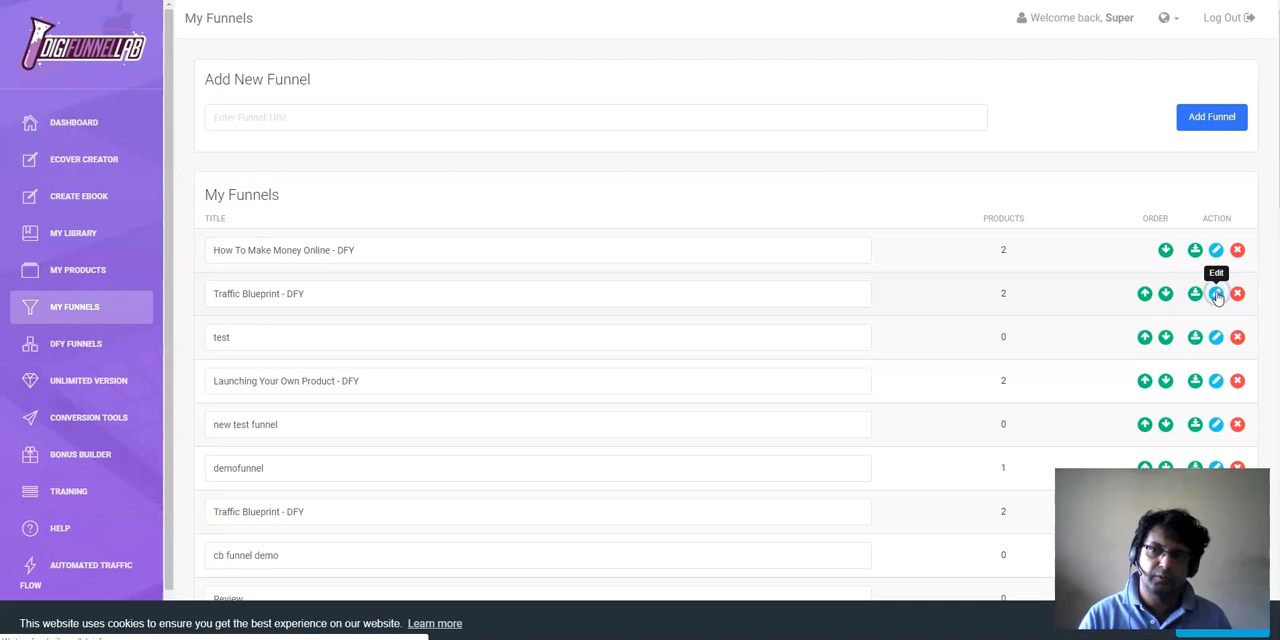 DIGIFUNNELLAB
My Funnels
Welcome back, Super
Log Out
DASHBOARD
ECOVER CREATOR
CREATE EBOOK
MY LIBRARY
MY PRODUCTS
MY FUNNELS
DFY FUNNELS
UNLIMITED VERSION
CONVERSION TOOLS
BONUS BUILDER
TRAINING
HELP
AUTOMATED TRAFFIC
FLOW
Add New Funnel
Enter Funnel Title
Add Funnel
My Funnels
TITLE PRODUCTS ORDER ACTION
How To Make Money Online - DFY 2
Edit
Traffic Blueprint - DFY 2
test 0
Launching Your Own Product - DFY 2
new test funnel 0
demofunnel 1
Traffic Blueprint - DFY 2
cb funnel demo 0
Review 0
This website uses cookies to ensure you get the best experience on our website. Learn more